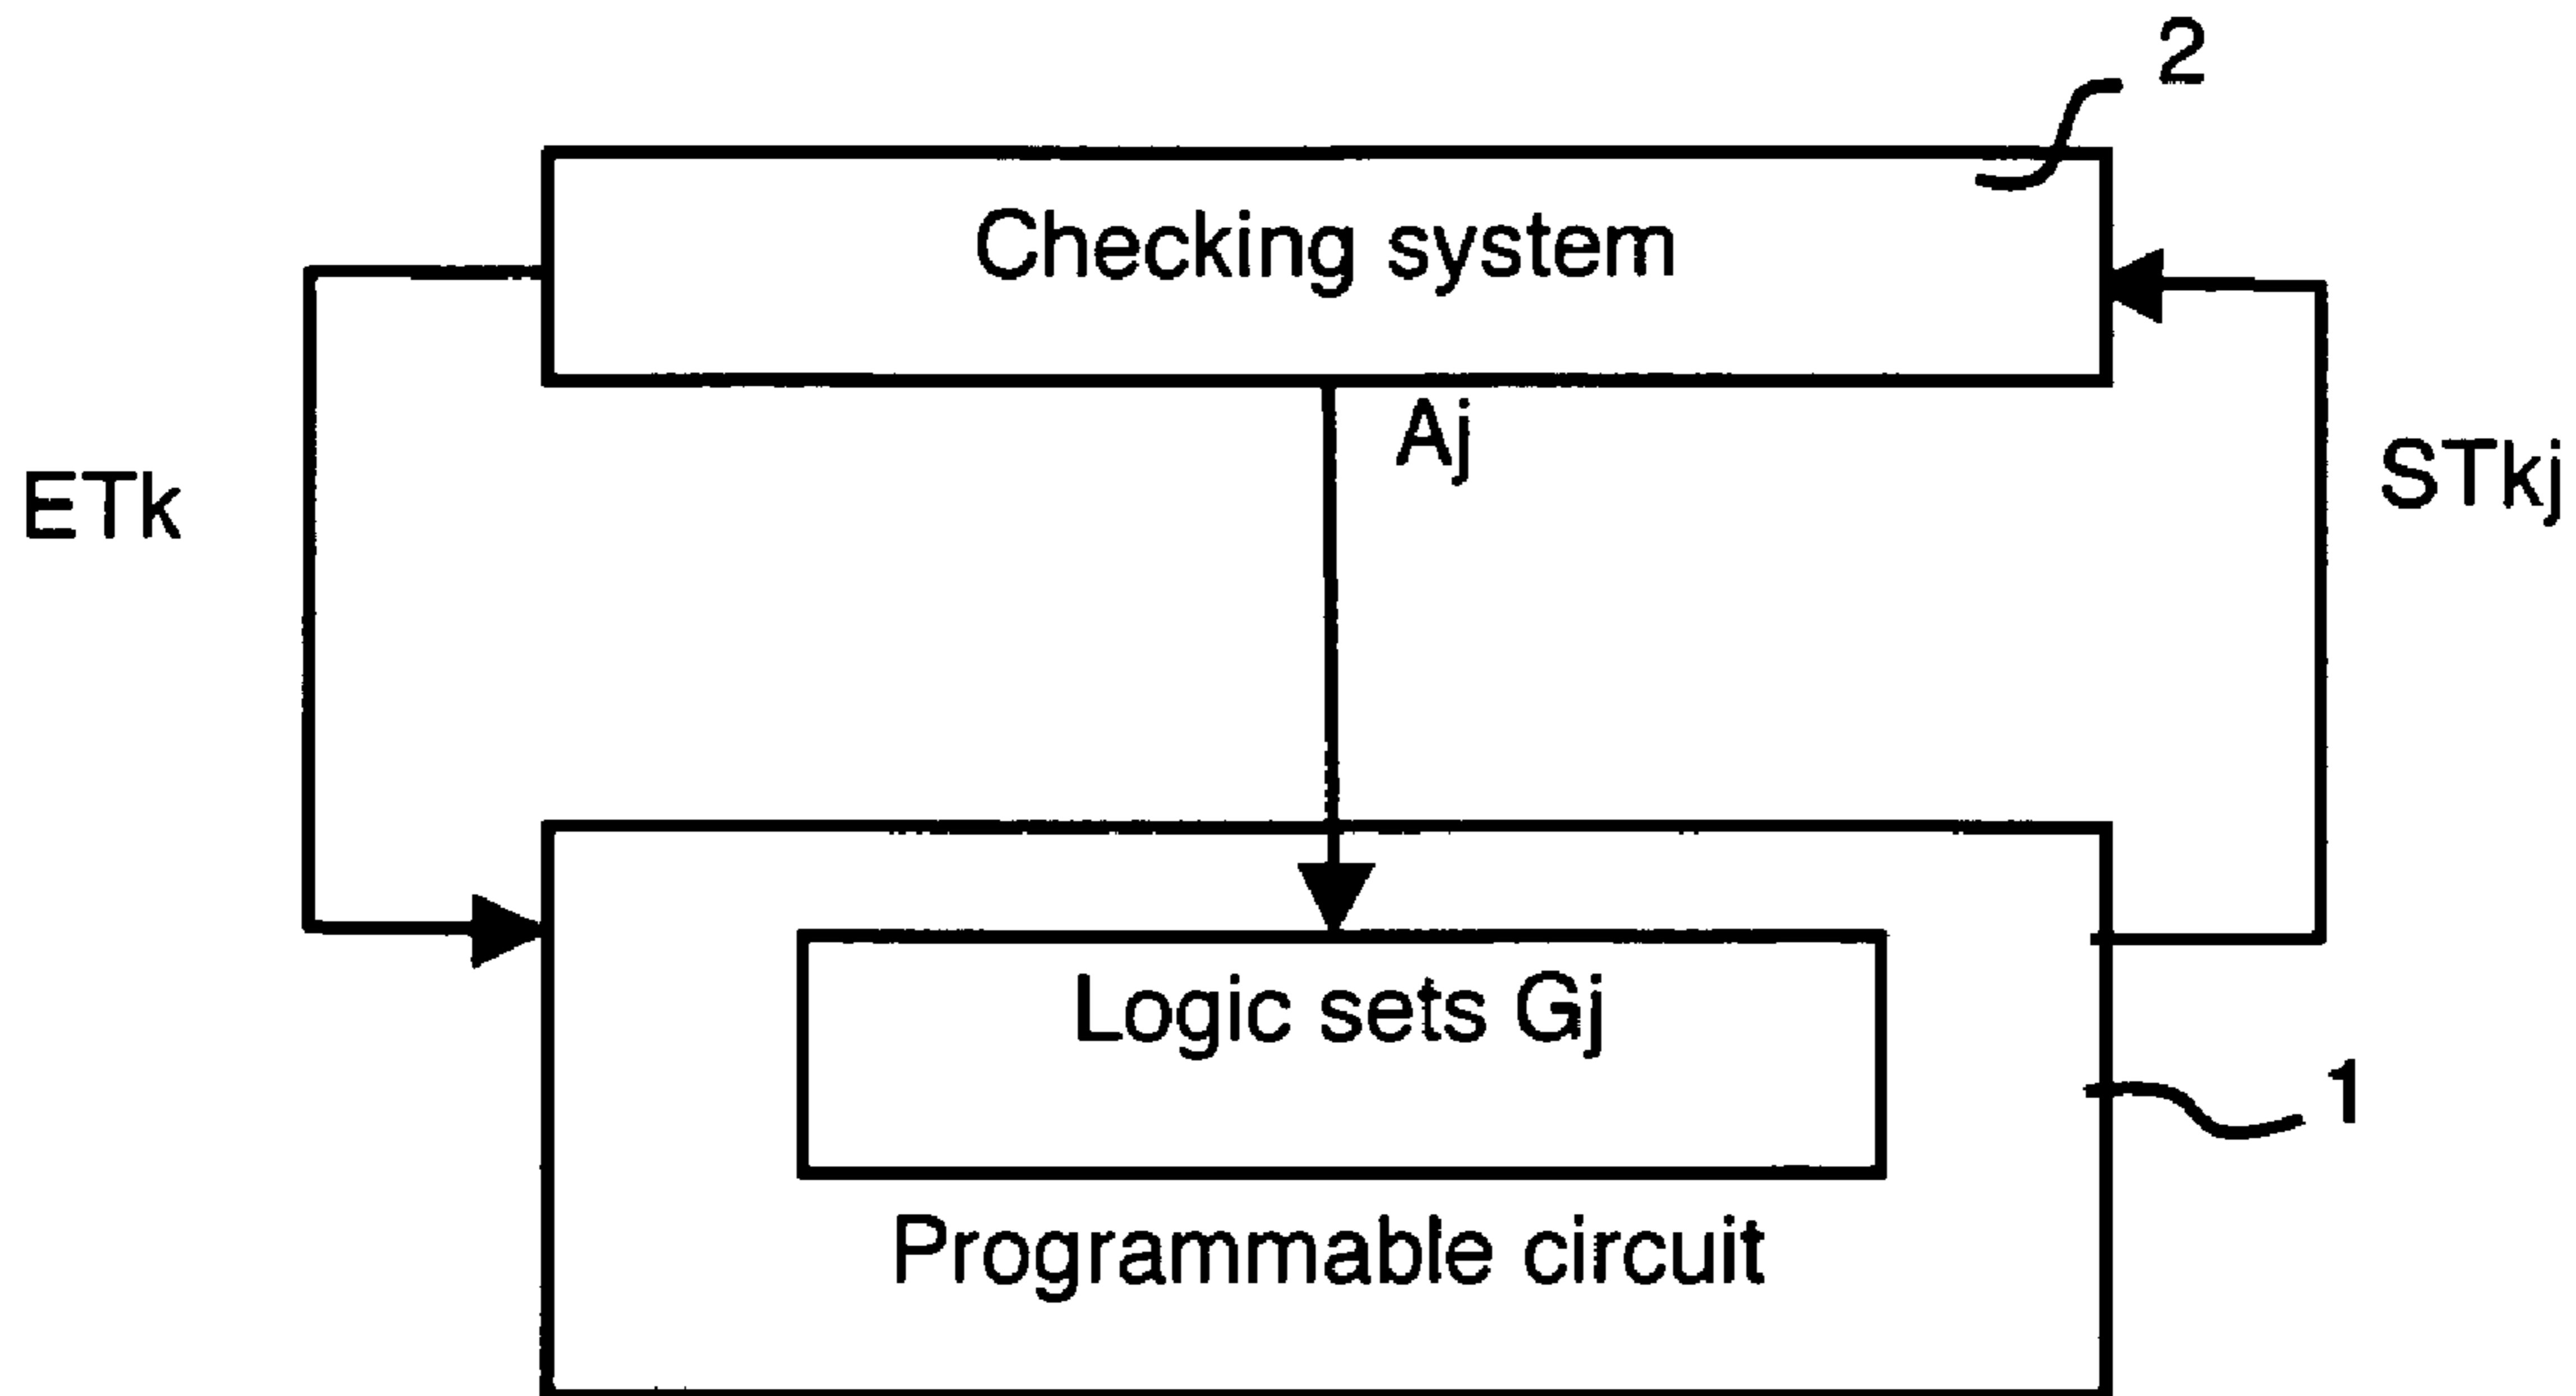 2
Checking system
Aj
ETk
STkj
Logic sets Gj
1
Programmable circuit